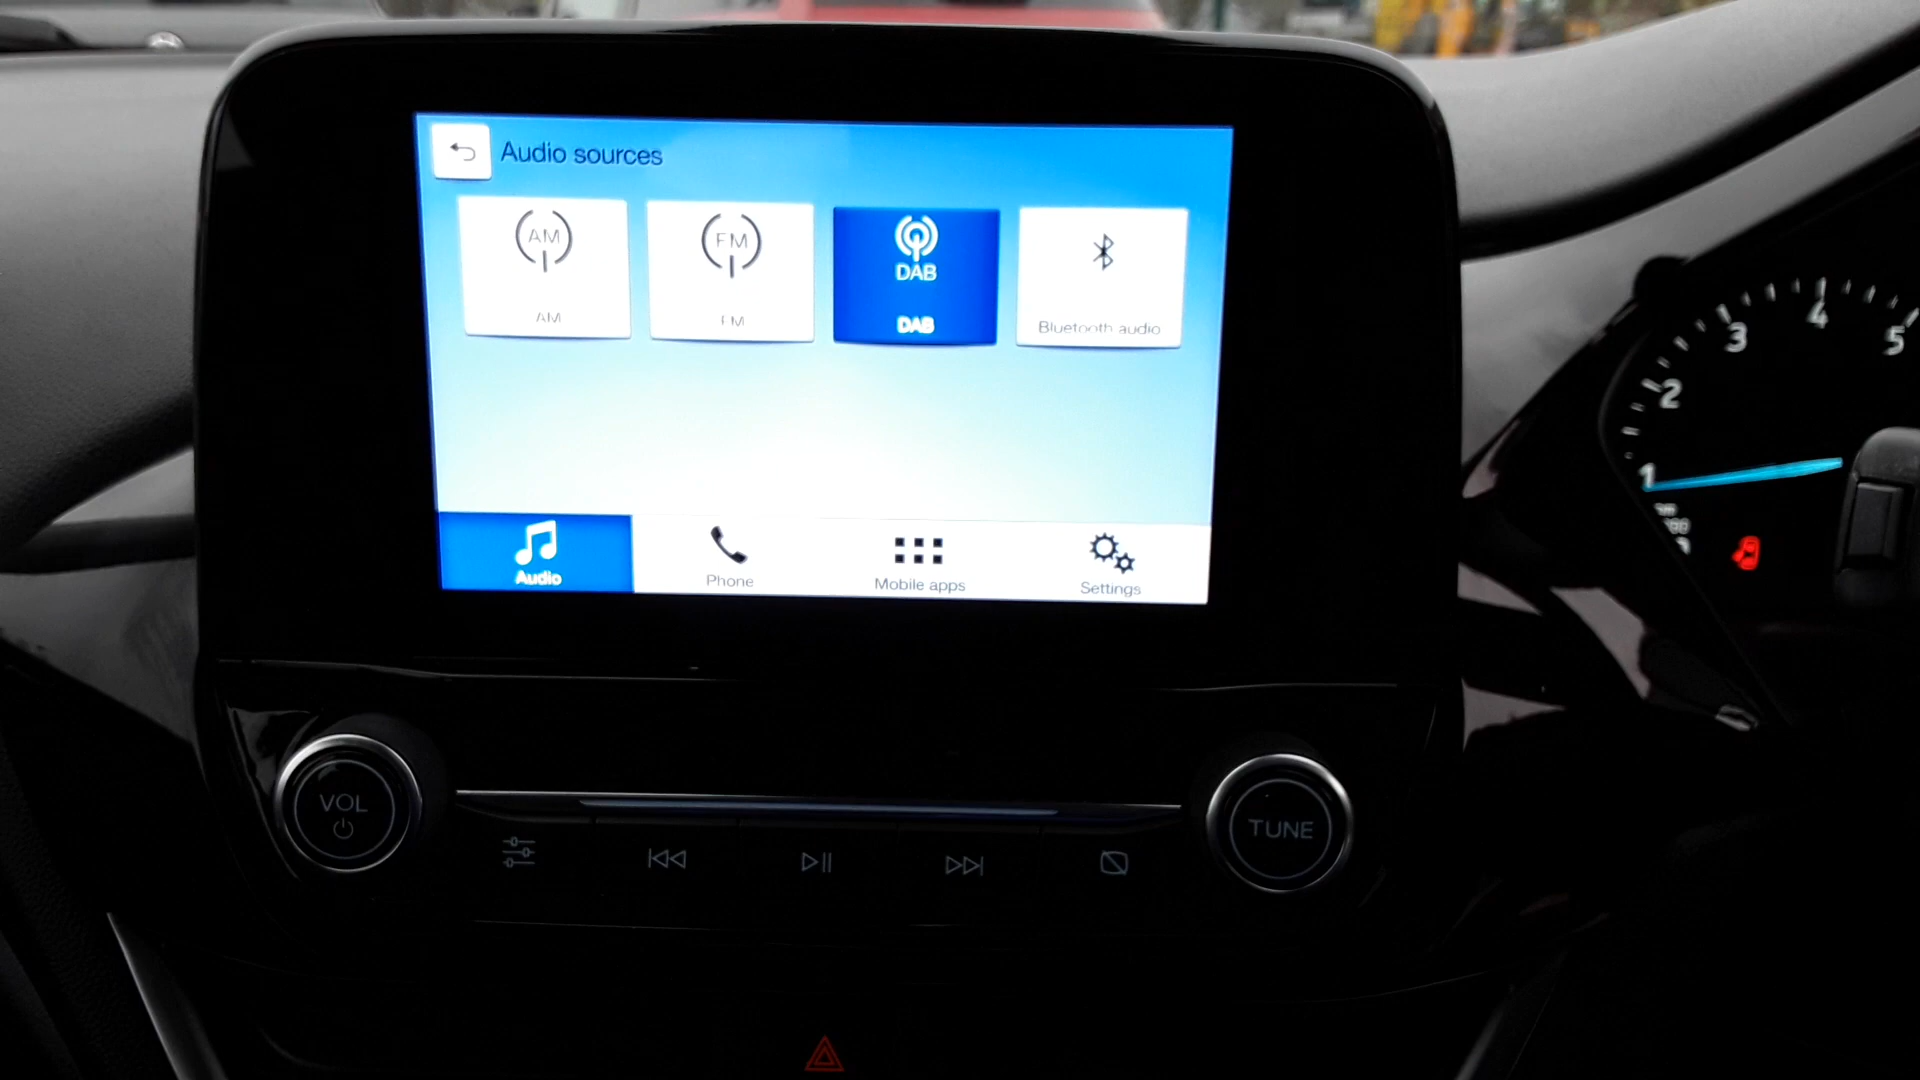 Audio sources
AM
FM
DAB
AM
FM
DAB
Bluetooth audio
Audio
Phone
Mobile apps
Settings
1
2
3
4
5
VOL
TUNE